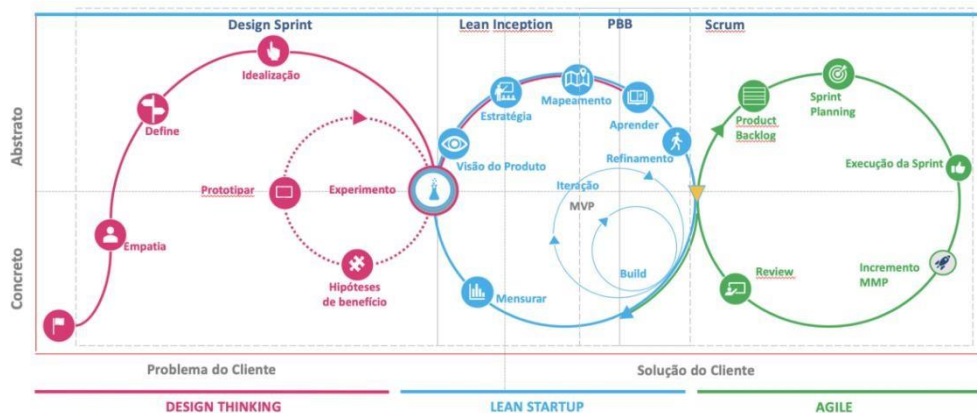 Design Sprint
Lean Inception
PBB
Scrum
Abstrato
Concreto
Idealização
Define
Empatia
Prototipar
Experimento
Hipóteses
de benefício
Visão do Produto
Estratégia
Mapeamento
Aprender
Refinamento
Iteração
MVP
Build
Mensurar
Product
Backlog
Sprint
Planning
Execução da Sprint
Incremento
MMP
Review
Problema do Cliente
Solução do Cliente
DESIGN THINKING
LEAN STARTUP
AGILE